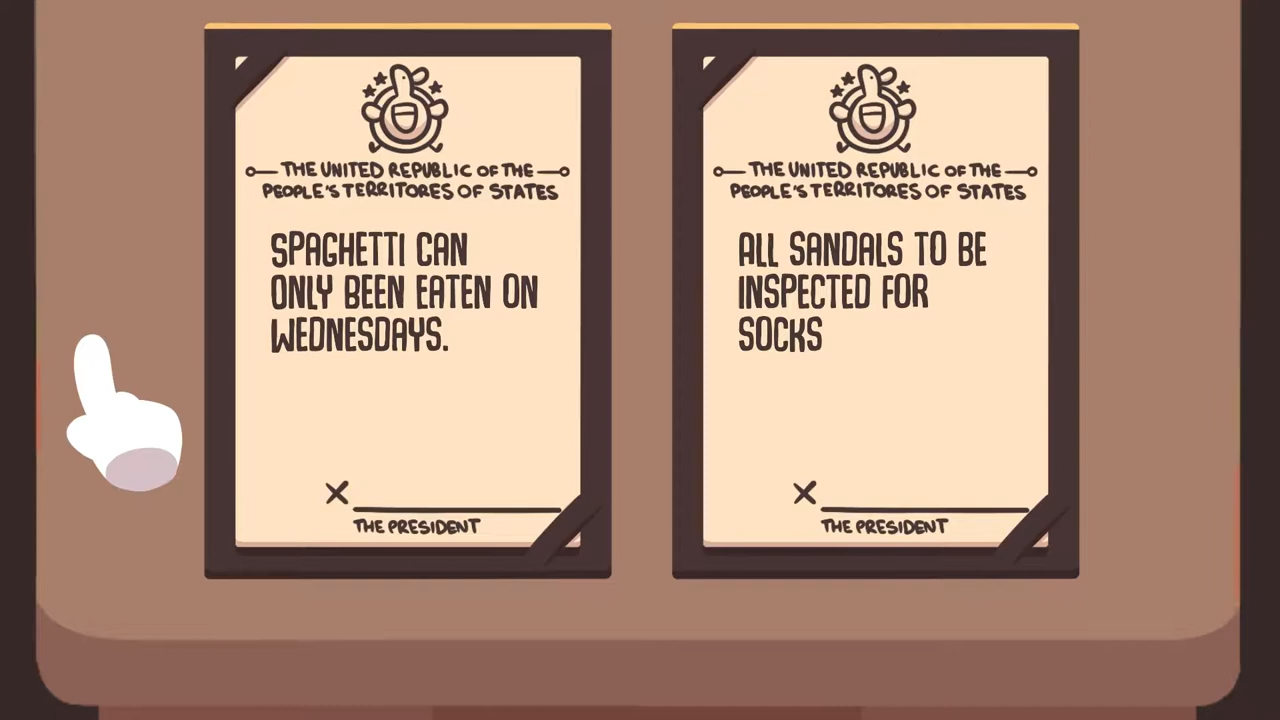 THE UNITED REPUBLIC OF THE
PEOPLE'S TERRITORES OF STATES
SPAGHETTI CAN
ONLY BEEN EATEN ON
WEDNESDAYS.
X
THE PRESIDENT
THE UNITED REPUBLIC OF THE
PEOPLE'S TERRITORES OF STATES
ALL SANDALS TO BE
INSPECTED FOR
SOCKS
X
THE PRESIDENT